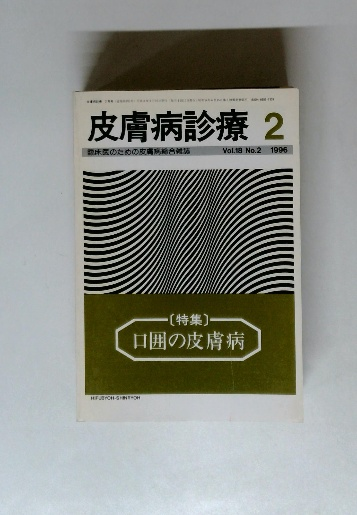 皮膚病診療 2
臨床医のための皮膚病総合雑誌 Vol.18 No.2 1996
〔特集〕
口囲の皮膚病
HIFUBYOH-SHINRYOH